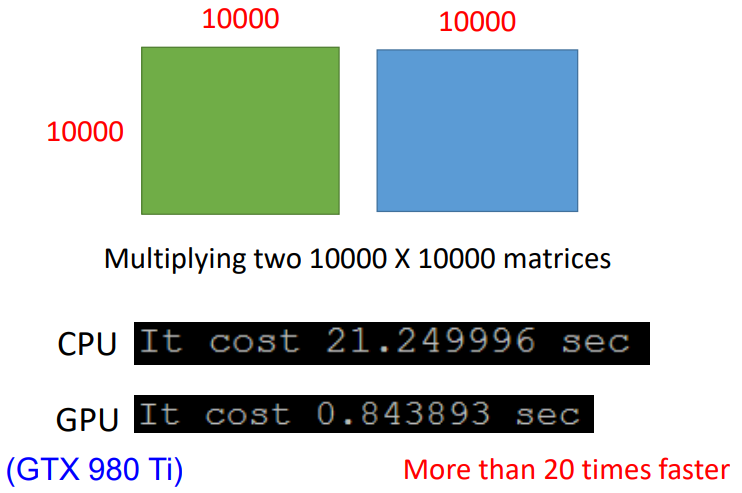 10000
10000
10000
Multiplying two 10000 X 10000 matrices
CPU It cost 21.249996 sec
GPU It cost 0.843893 sec
(GTX 980 Ti) More than 20 times faster